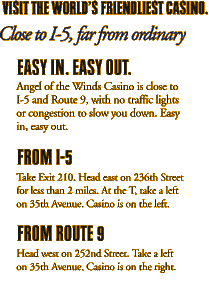 VISIT THE WORLD'S FRIENDLIEST CASINO.
Close to I-5, far from ordinary
EASY IN. EASY OUT.
Angel of the Winds Casino is close to
I-5 and Route 9, with no traffic lights
or congestion to slow you down. Easy
in, easy out.
FROM I-5
Take Exit 210. Head east on 236th Street
for less than 2 miles. At the T, take a left
on 35th Avenue. Casino is on the left.
FROM ROUTE 9
Head west on 252nd Street. Take a left
on 35th Avenue. Casino is on the right.